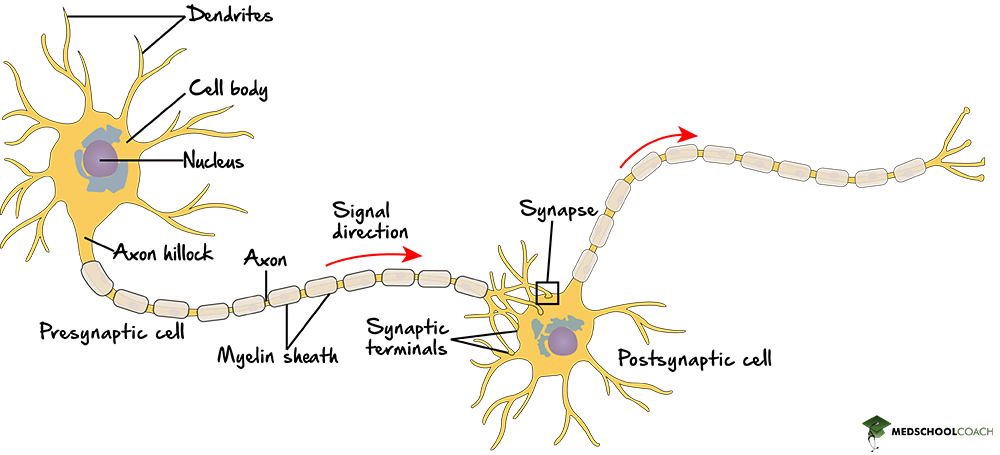 Dendrites
Cell body
Nucleus
Axon hillock
Signal
direction
Synapse
Axon
Presynaptic cell
Myelin sheath
Synaptic
terminals
Postsynaptic cell
MEDSCHOOLCOACH